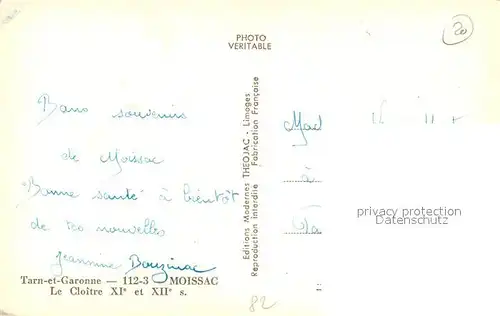 PHOTO
VERITABLE
20
Bons souvenirs
de Moissac
Bonne santé à bientôt
de tes nouvelles
Jeannine
Tarn-et-Garonne — 112-3 MOISSAC
Le Cloître XIe et XIIe s.
Editions Modernes THEOJAC - Limoges
Reproduction Interdite Fabrication Française
Mad
à
privacy protection
Datenschutz
82